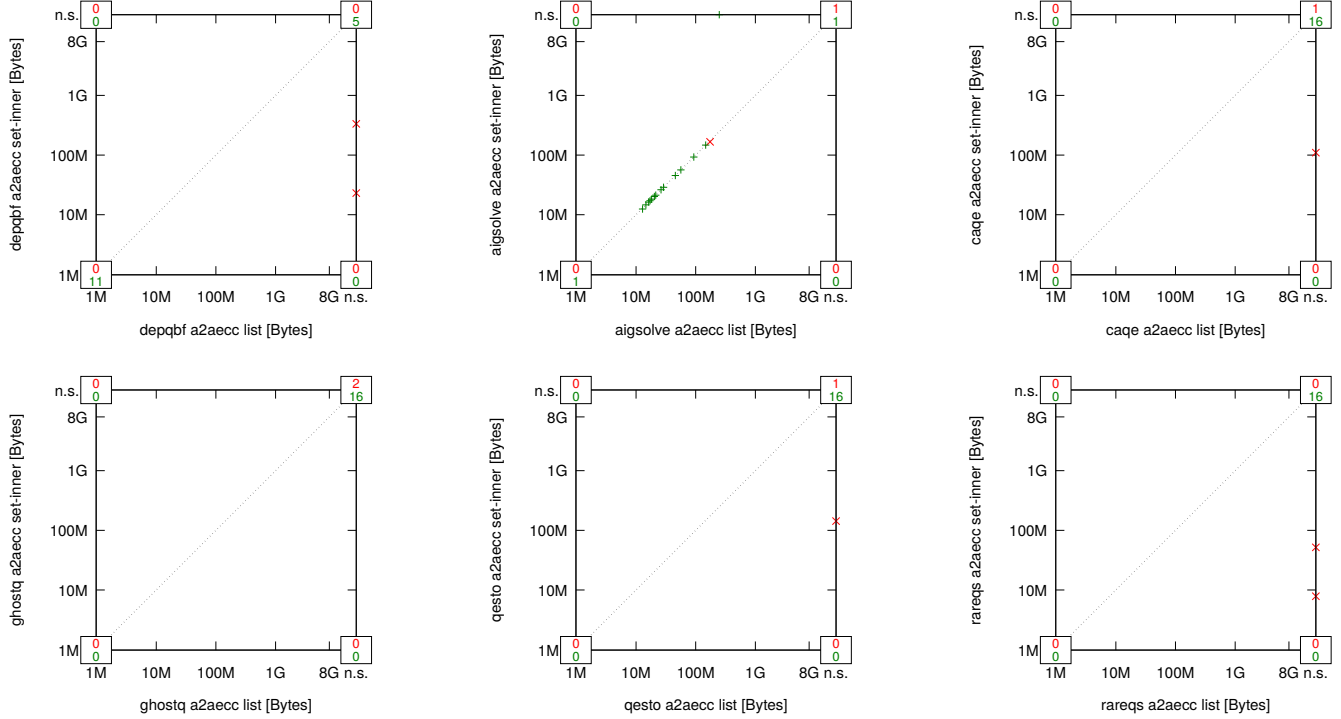 n.s.
0
0
0
5
8G
1G
100M
10M
1M
0
11
0
0
1M
10M
100M
1G
8G
n.s.
depqbf a2aecc set-inner [Bytes]
depqbf a2aecc list [Bytes]
n.s.
0
0
1
1
8G
1G
100M
10M
1M
0
1
0
0
1M
10M
100M
1G
8G
n.s.
aigsolve a2aecc set-inner [Bytes]
aigsolve a2aecc list [Bytes]
n.s.
0
0
1
16
8G
1G
100M
10M
1M
0
0
0
0
1M
10M
100M
1G
8G
n.s.
caqe a2aecc set-inner [Bytes]
caqe a2aecc list [Bytes]
n.s.
0
0
2
16
8G
1G
100M
10M
1M
0
0
0
0
1M
10M
100M
1G
8G
n.s.
ghostq a2aecc set-inner [Bytes]
ghostq a2aecc list [Bytes]
n.s.
0
0
1
16
8G
1G
100M
10M
1M
0
0
0
0
1M
10M
100M
1G
8G
n.s.
qesto a2aecc set-inner [Bytes]
qesto a2aecc list [Bytes]
n.s.
0
0
0
16
8G
1G
100M
10M
1M
0
0
0
0
1M
10M
100M
1G
8G
n.s.
rareqs a2aecc set-inner [Bytes]
rareqs a2aecc list [Bytes]